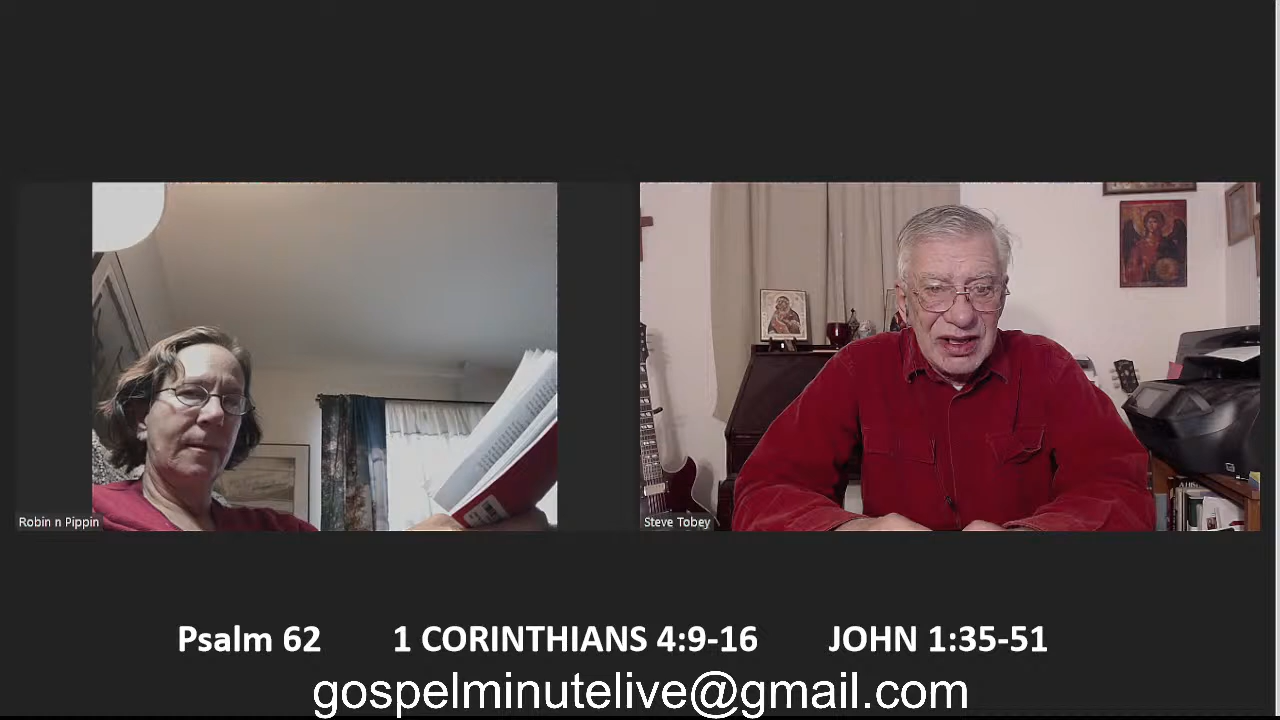 Robin n Pippin
Steve Tobey
Psalm 62 1 CORINTHIANS 4:9-16 JOHN 1:35-51
gospelminutelive@gmail.com